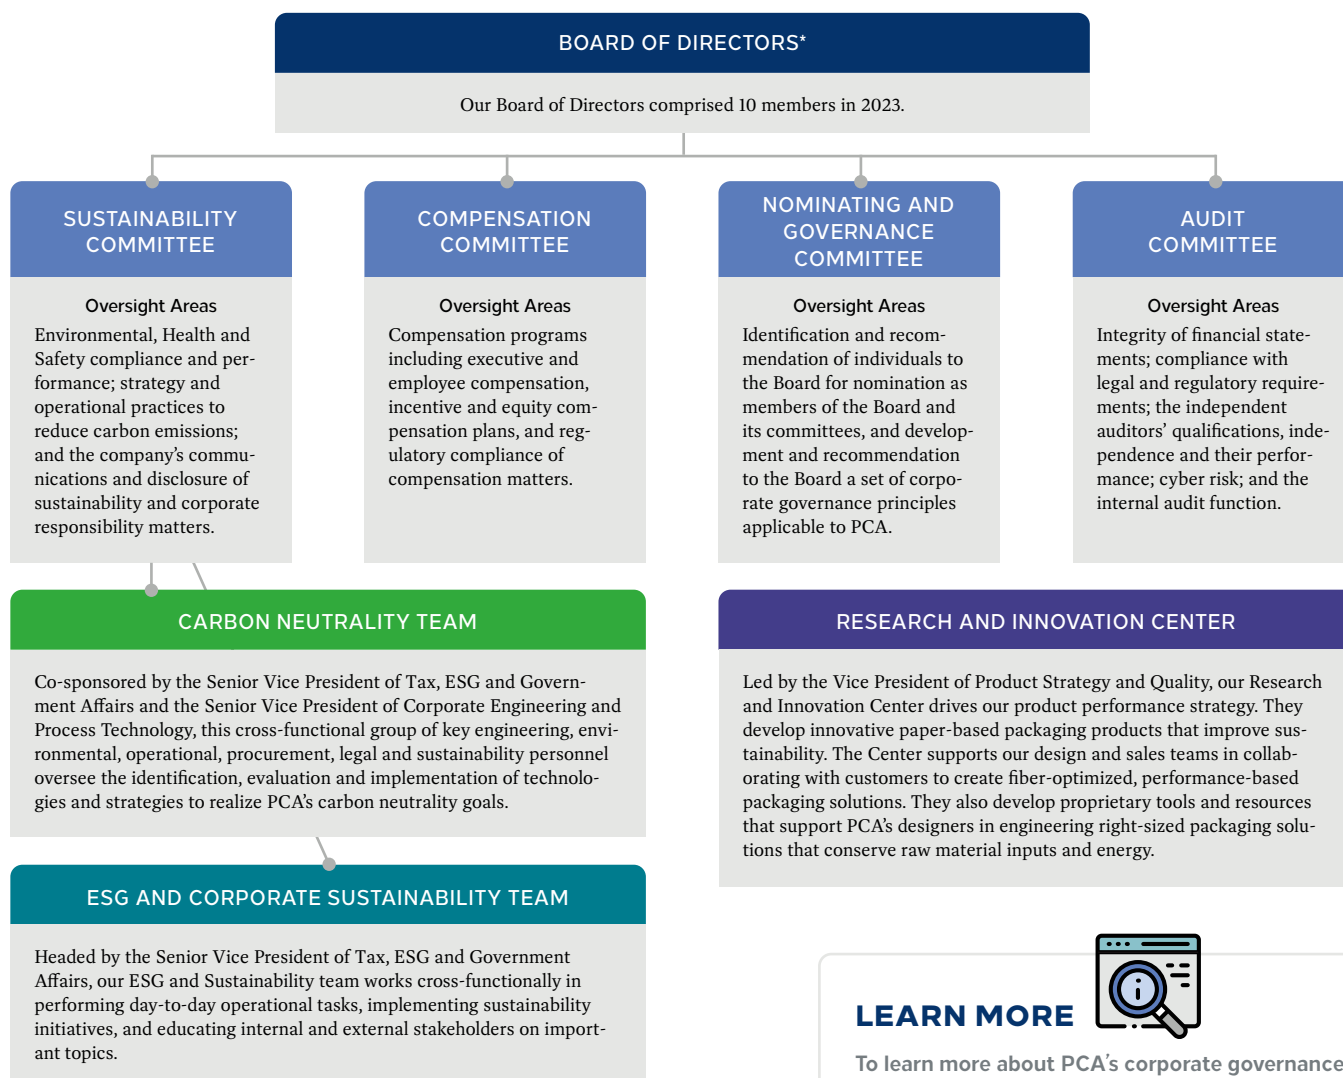 BOARD OF DIRECTORS*
Our Board of Directors comprised 10 members in 2023.
SUSTAINABILITY
COMMITTEE
Oversight Areas
Environmental, Health and
Safety compliance and per-
formance; strategy and
operational practices to
reduce carbon emissions;
and the company's commu-
nications and disclosure of
sustainability and corporate
responsibility matters.
COMPENSATION
COMMITTEE
Oversight Areas
Compensation programs
including executive and
employee compensation,
incentive and equity com-
pensation plans, and reg-
ulatory compliance of
compensation matters.
NOMINATING AND
GOVERNANCE
COMMITTEE
Oversight Areas
Identification and recom-
mendation of individuals to
the Board for nomination as
members of the Board and
its committees, and develop-
ment and recommendation
to the Board a set of corpo-
rate governance principles
applicable to PCA.
AUDIT
COMMITTEE
Oversight Areas
Integrity of financial state-
ments; compliance with
legal and regulatory require-
ments; the independent
auditors' qualifications, inde-
pendence and their perfor-
mance; cyber risk; and the
internal audit function.
CARBON NEUTRALITY TEAM
Co-sponsored by the Senior Vice President of Tax, ESG and Govern-
ment Affairs and the Senior Vice President of Corporate Engineering and
Process Technology, this cross-functional group of key engineering, envi-
ronmental, operational, procurement, legal and sustainability personnel
oversee the identification, evaluation and implementation of technolo-
gies and strategies to realize PCA's carbon neutrality goals.
RESEARCH AND INNOVATION CENTER
Led by the Vice President of Product Strategy and Quality, our Research
and Innovation Center drives our product performance strategy. They
develop innovative paper-based packaging products that improve sus-
tainability. The Center supports our design and sales teams in collab-
orating with customers to create fiber-optimized, performance-based
packaging solutions. They also develop proprietary tools and resources
that support PCA's designers in engineering right-sized packaging solu-
tions that conserve raw material inputs and energy.
ESG AND CORPORATE SUSTAINABILITY TEAM
Headed by the Senior Vice President of Tax, ESG and Government
Affairs, our ESG and Sustainability team works cross-functionally in
performing day-to-day operational tasks, implementing sustainability
initiatives, and educating internal and external stakeholders on import-
ant topics.
LEARN MORE
To learn more about PCA's corporate governance